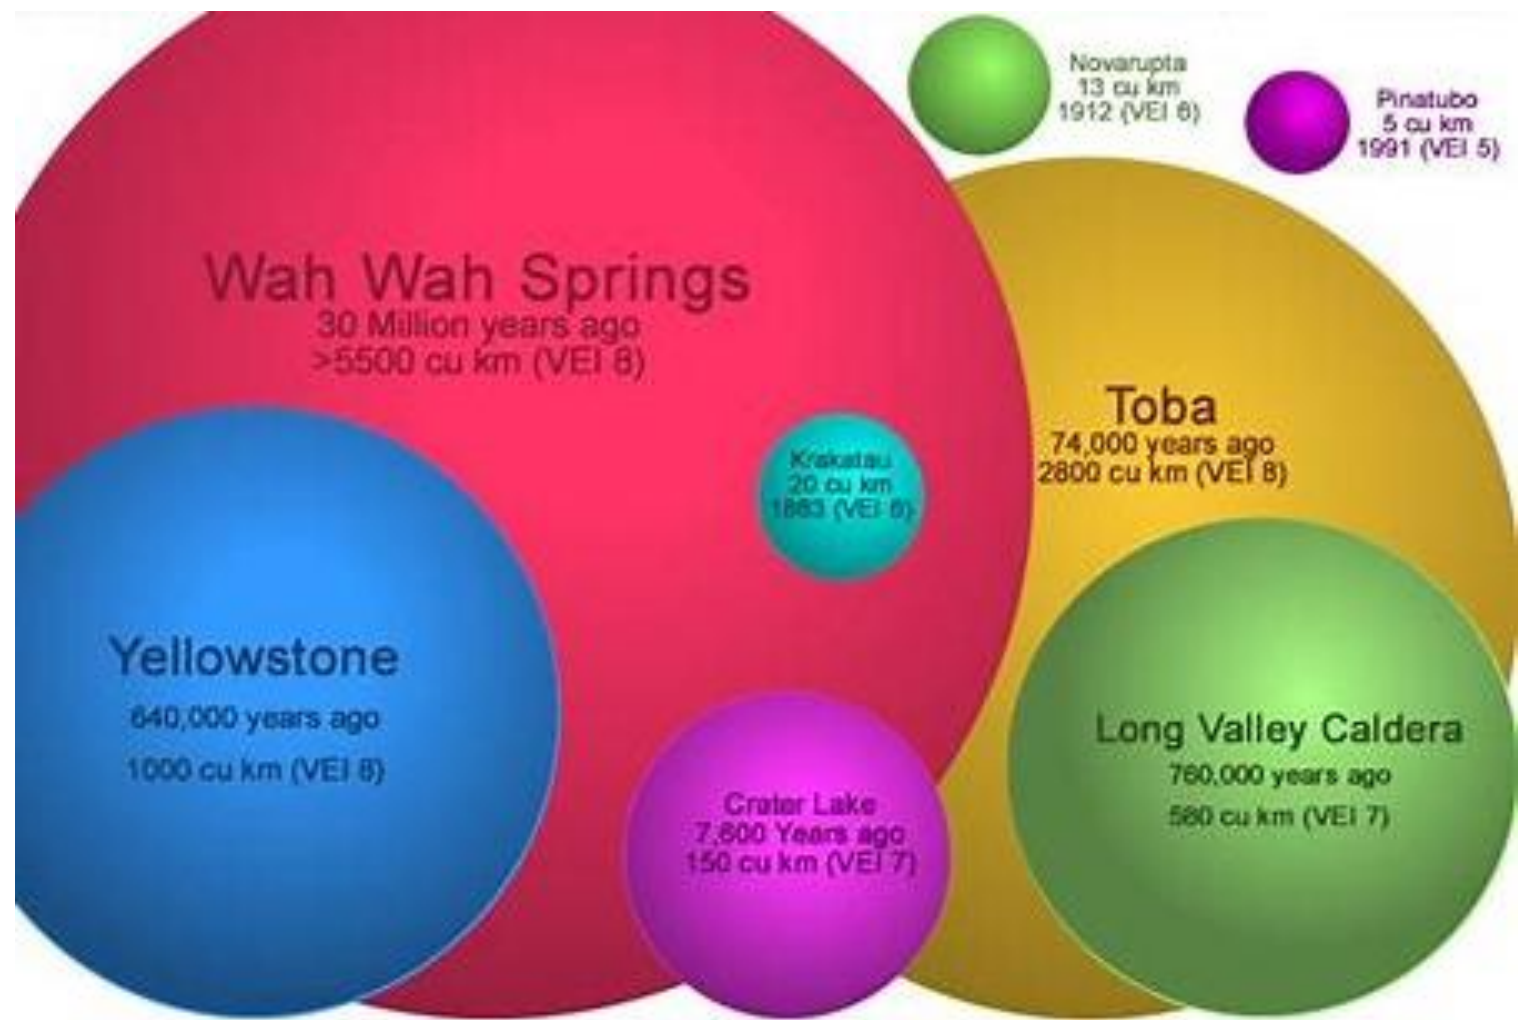 Novarupta
13 cu km
1912 (VEI 6)
Pinatubo
5 cu km
1991 (VEI 5)
Wah Wah Springs
30 Million years ago
>5500 cu km (VEI 8)
Toba
74,000 years ago
2800 cu km (VEI 8)
Krakatau
20 cu km
1883 (VEI 6)
Yellowstone
640,000 years ago
1000 cu km (VEI 8)
Long Valley Caldera
760,000 years ago
580 cu km (VEI 7)
Crater Lake
Years ago
150 cu km (VEI 7)